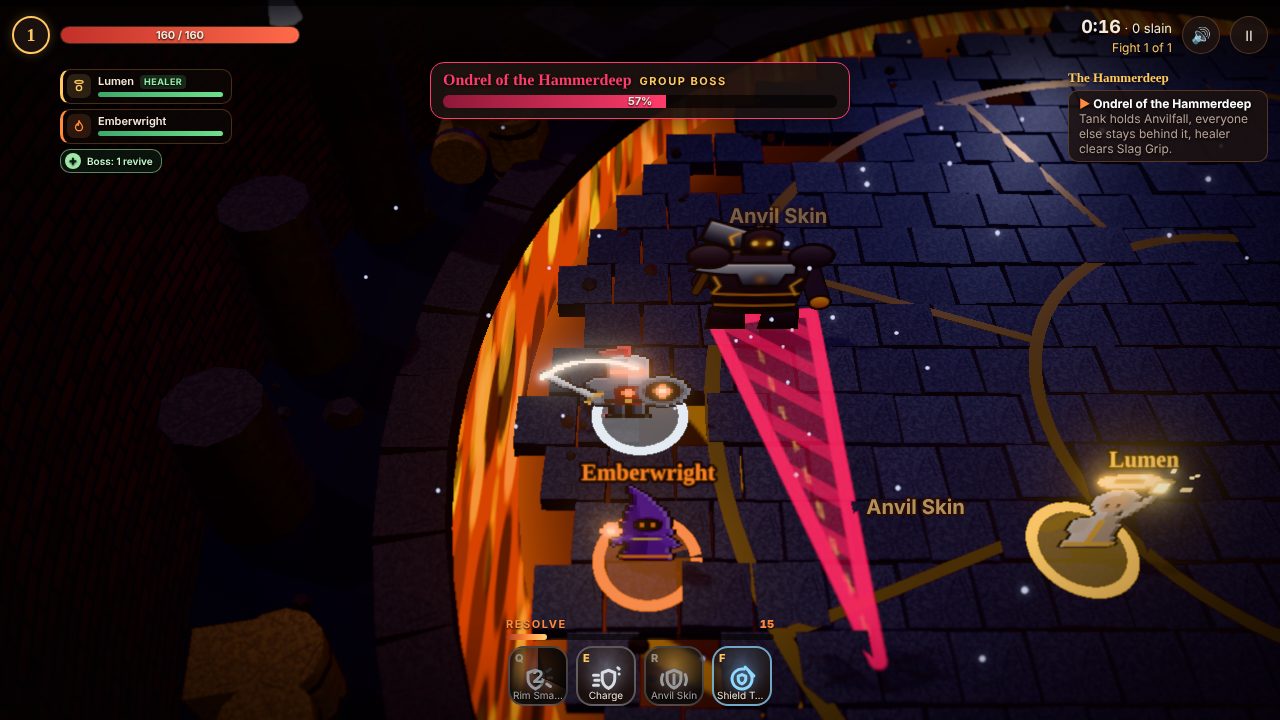 1
160 / 160
Lumen HEALER
Emberwright
Boss: 1 revive
Ondrel of the Hammerdeep GROUP BOSS
57%
0:16 · 0 slain
Fight 1 of 1
The Hammerdeep
▶ Ondrel of the Hammerdeep
Tank holds Anvilfall, everyone
else stays behind it, healer
clears Slag Grip.
Anvil Skin
Emberwright
Lumen
Anvil Skin
RESOLVE 15
Q E R F
Rim Sma... Charge Anvil Skin Shield T...